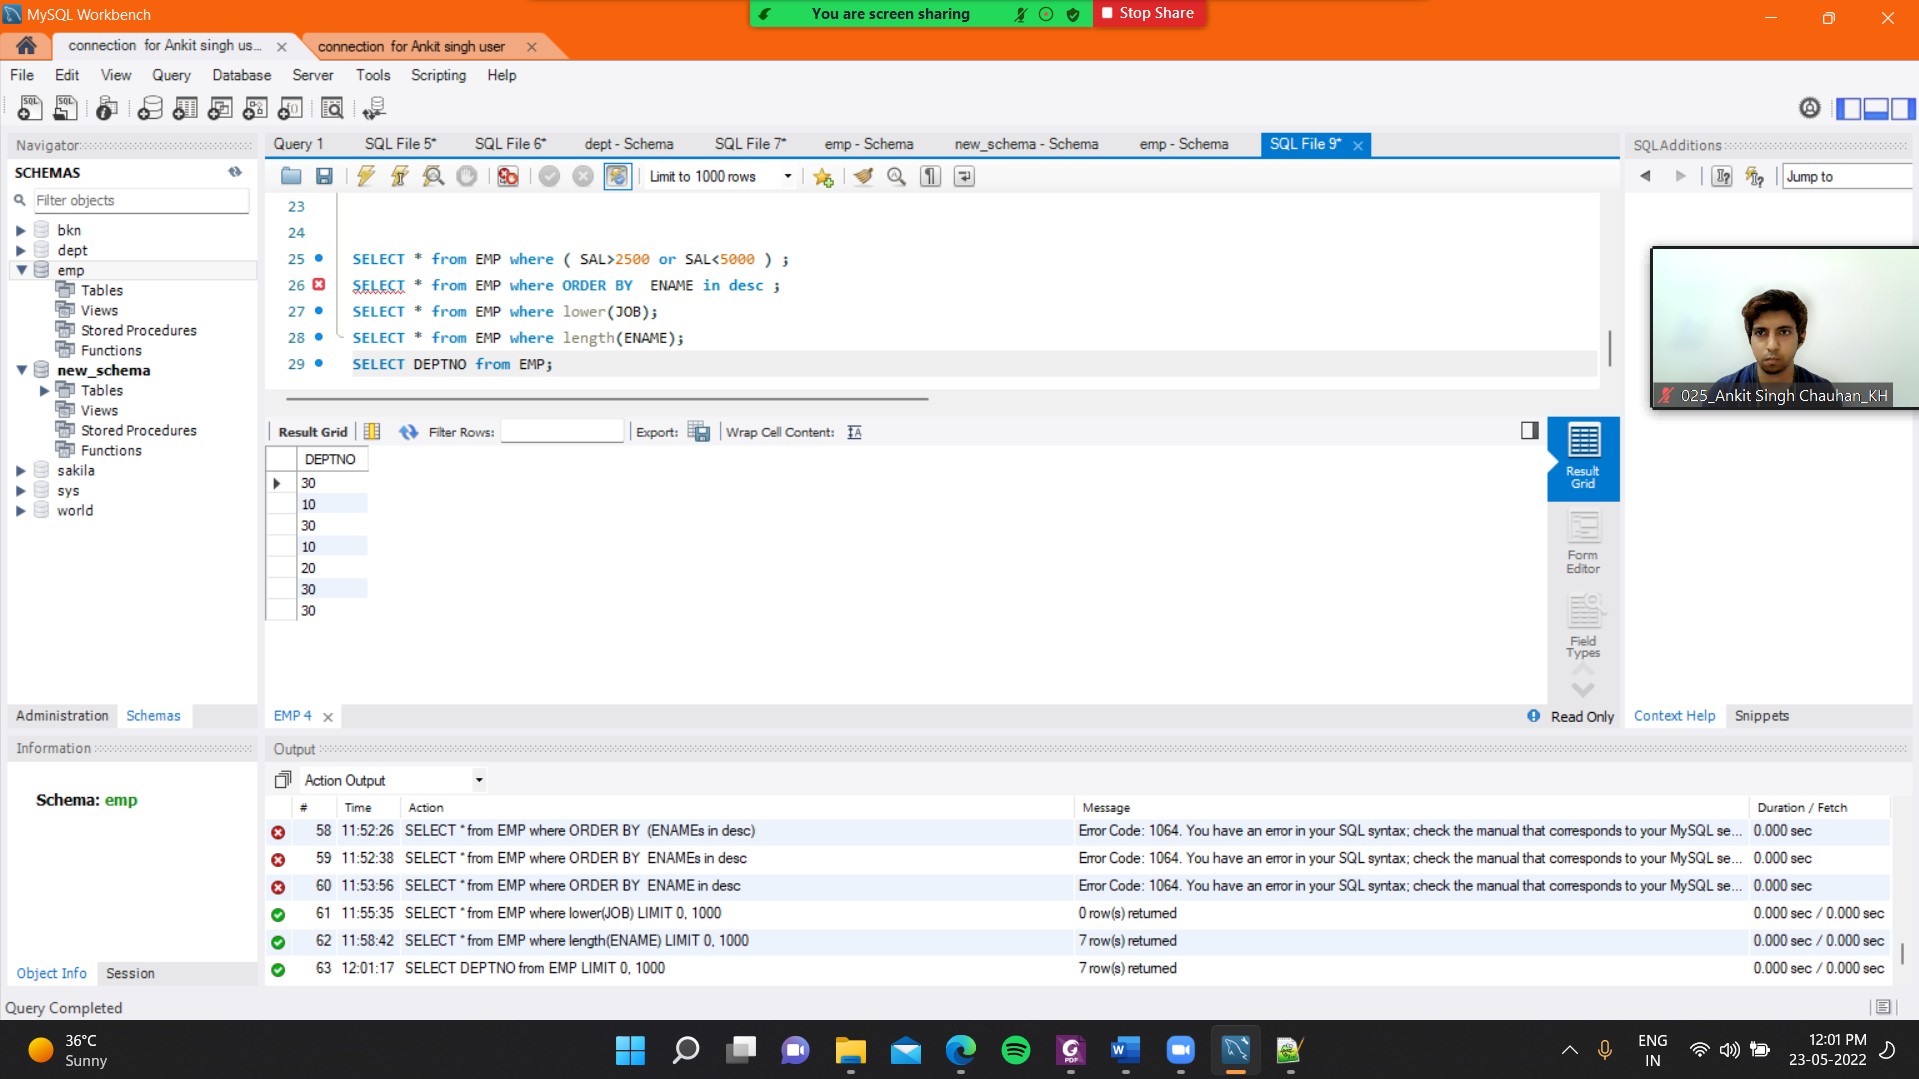 MySQL Workbench
You are screen sharing
Stop Share
connection for Ankit singh us...
connection for Ankit singh user
File Edit View Query Database Server Tools Scripting Help
Navigator
Query 1 SQL File 5* SQL File 6* dept - Schema SQL File 7* emp - Schema new_schema - Schema emp - Schema SQL File 9*
SQLAdditions
SCHEMAS
Filter objects
Limit to 1000 rows
Jump to
bkn
dept
emp
Tables
Views
Stored Procedures
Functions
new_schema
Tables
Views
Stored Procedures
Functions
sakila
sys
world
23
24
25 SELECT * from EMP where ( SAL>2500 or SAL<5000 ) ;
26 SELECT * from EMP where ORDER BY  ENAME in desc ;
27 SELECT * from EMP where lower(JOB);
28 SELECT * from EMP where length(ENAME);
29 SELECT DEPTNO from EMP;
025_Ankit Singh Chauhan_KH
Result Grid Filter Rows: Export: Wrap Cell Content:
DEPTNO
30
10
30
10
20
30
30
Result Grid
Form Editor
Field Types
Administration Schemas
EMP 4
Read Only
Context Help Snippets
Information
Schema: emp
Object Info Session
Output
Action Output
# Time Action Message Duration / Fetch
58 11:52:26 SELECT * from EMP where ORDER BY  (ENAMEs in desc) Error Code: 1064. You have an error in your SQL syntax; check the manual that corresponds to your MySQL se... 0.000 sec
59 11:52:38 SELECT * from EMP where ORDER BY  ENAMEs in desc Error Code: 1064. You have an error in your SQL syntax; check the manual that corresponds to your MySQL se... 0.000 sec
60 11:53:56 SELECT * from EMP where ORDER BY  ENAME in desc Error Code: 1064. You have an error in your SQL syntax; check the manual that corresponds to your MySQL se... 0.000 sec
61 11:55:35 SELECT * from EMP where lower(JOB) LIMIT 0, 1000 0 row(s) returned 0.000 sec / 0.000 sec
62 11:58:42 SELECT * from EMP where length(ENAME) LIMIT 0, 1000 7 row(s) returned 0.000 sec / 0.000 sec
63 12:01:17 SELECT DEPTNO from EMP LIMIT 0, 1000 7 row(s) returned 0.000 sec / 0.000 sec
Query Completed
36°C
Sunny
ENG
IN
12:01 PM
23-05-2022